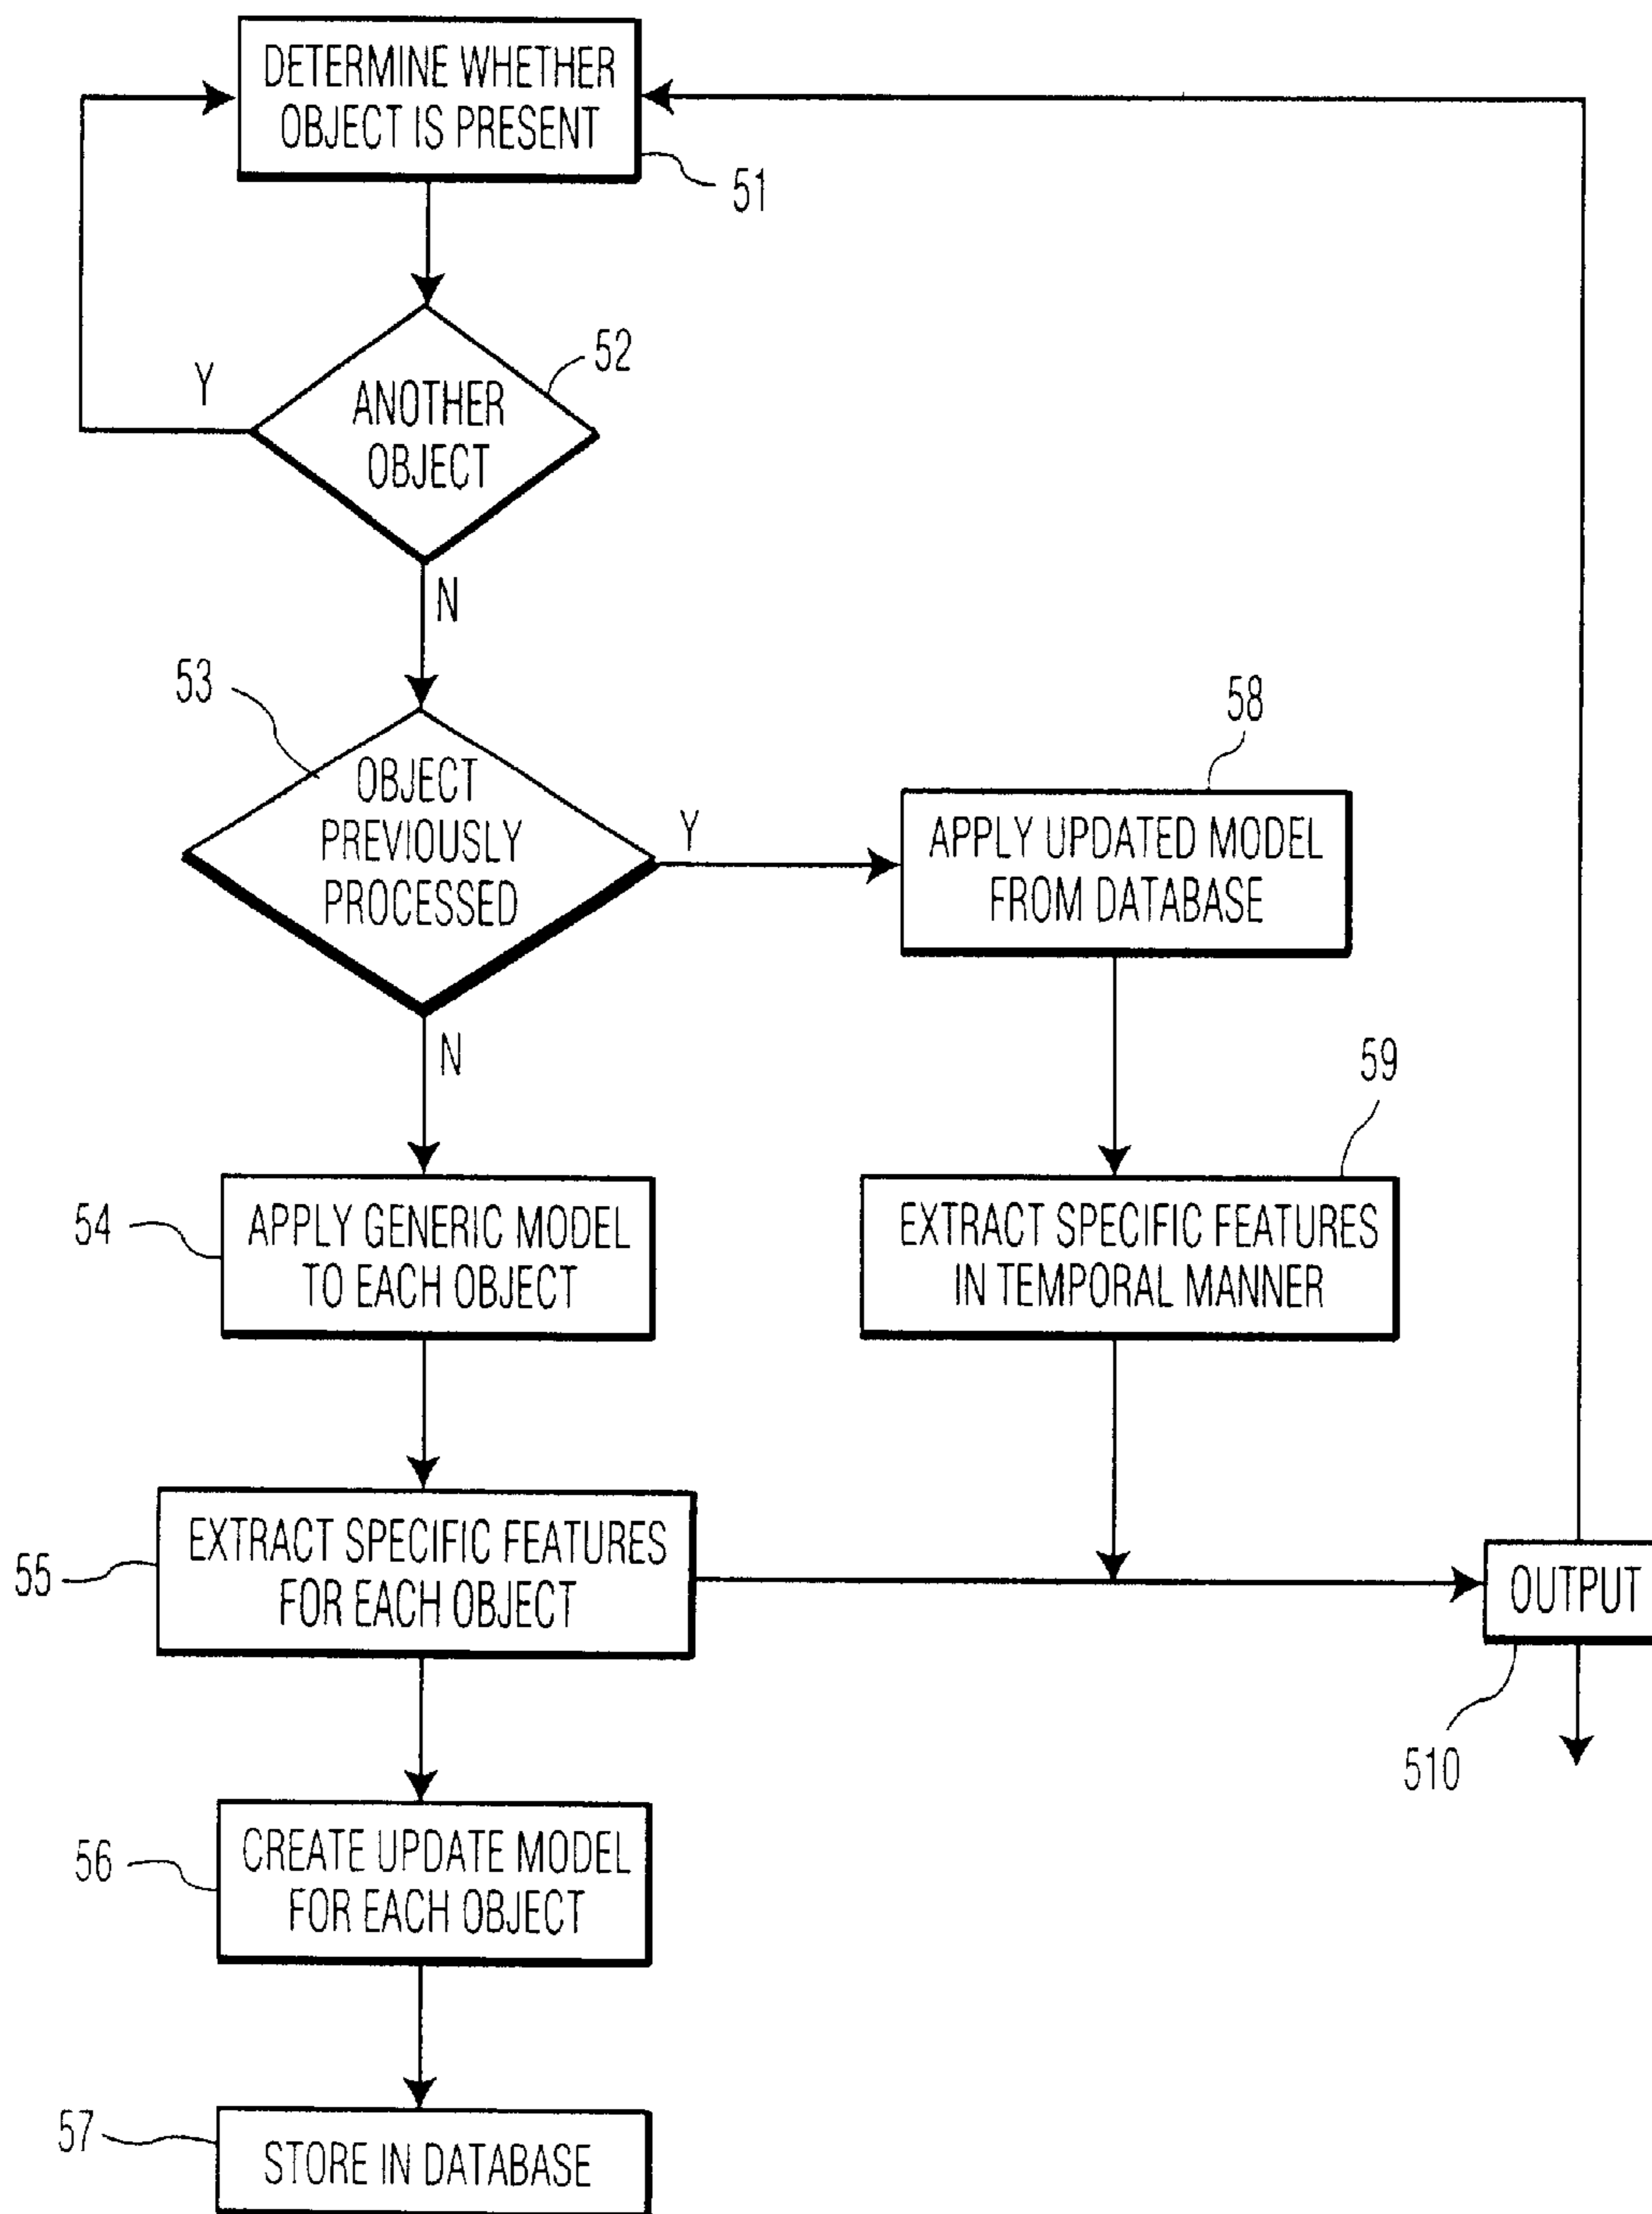 DETERMINE WHETHER
OBJECT IS PRESENT
51
52
Y
ANOTHER
OBJECT
N
53
58
OBJECT
PREVIOUSLY
PROCESSED
Y
APPLY UPDATED MODEL
FROM DATABASE
N
59
54
APPLY GENERIC MODEL
TO EACH OBJECT
EXTRACT SPECIFIC FEATURES
IN TEMPORAL MANNER
55
EXTRACT SPECIFIC FEATURES
FOR EACH OBJECT
OUTPUT
510
56
CREATE UPDATE MODEL
FOR EACH OBJECT
57
STORE IN DATABASE